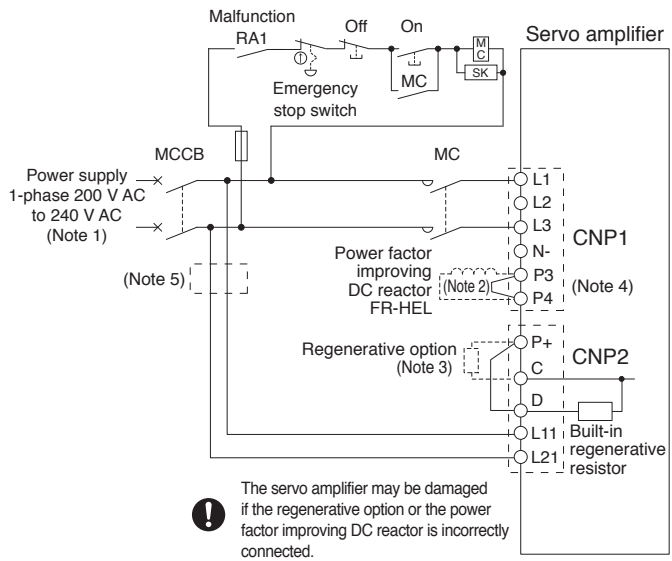 Malfunction
RA1
Off
On
Servo amplifier
MC
SK
MC
Emergency
stop switch
MCCB
MC
Power supply
1-phase 200 V AC
to 240 V AC
(Note 1)
L1
L2
L3
N-
CNP1
P3
P4
(Note 4)
(Note 5)
Power factor
improving
DC reactor
FR-HEL
(Note 2)
Regenerative option
(Note 3)
P+
C
D
L11
L21
CNP2
Built-in
regenerative
resistor
The servo amplifier may be damaged
if the regenerative option or the power
factor improving DC reactor is incorrectly
connected.